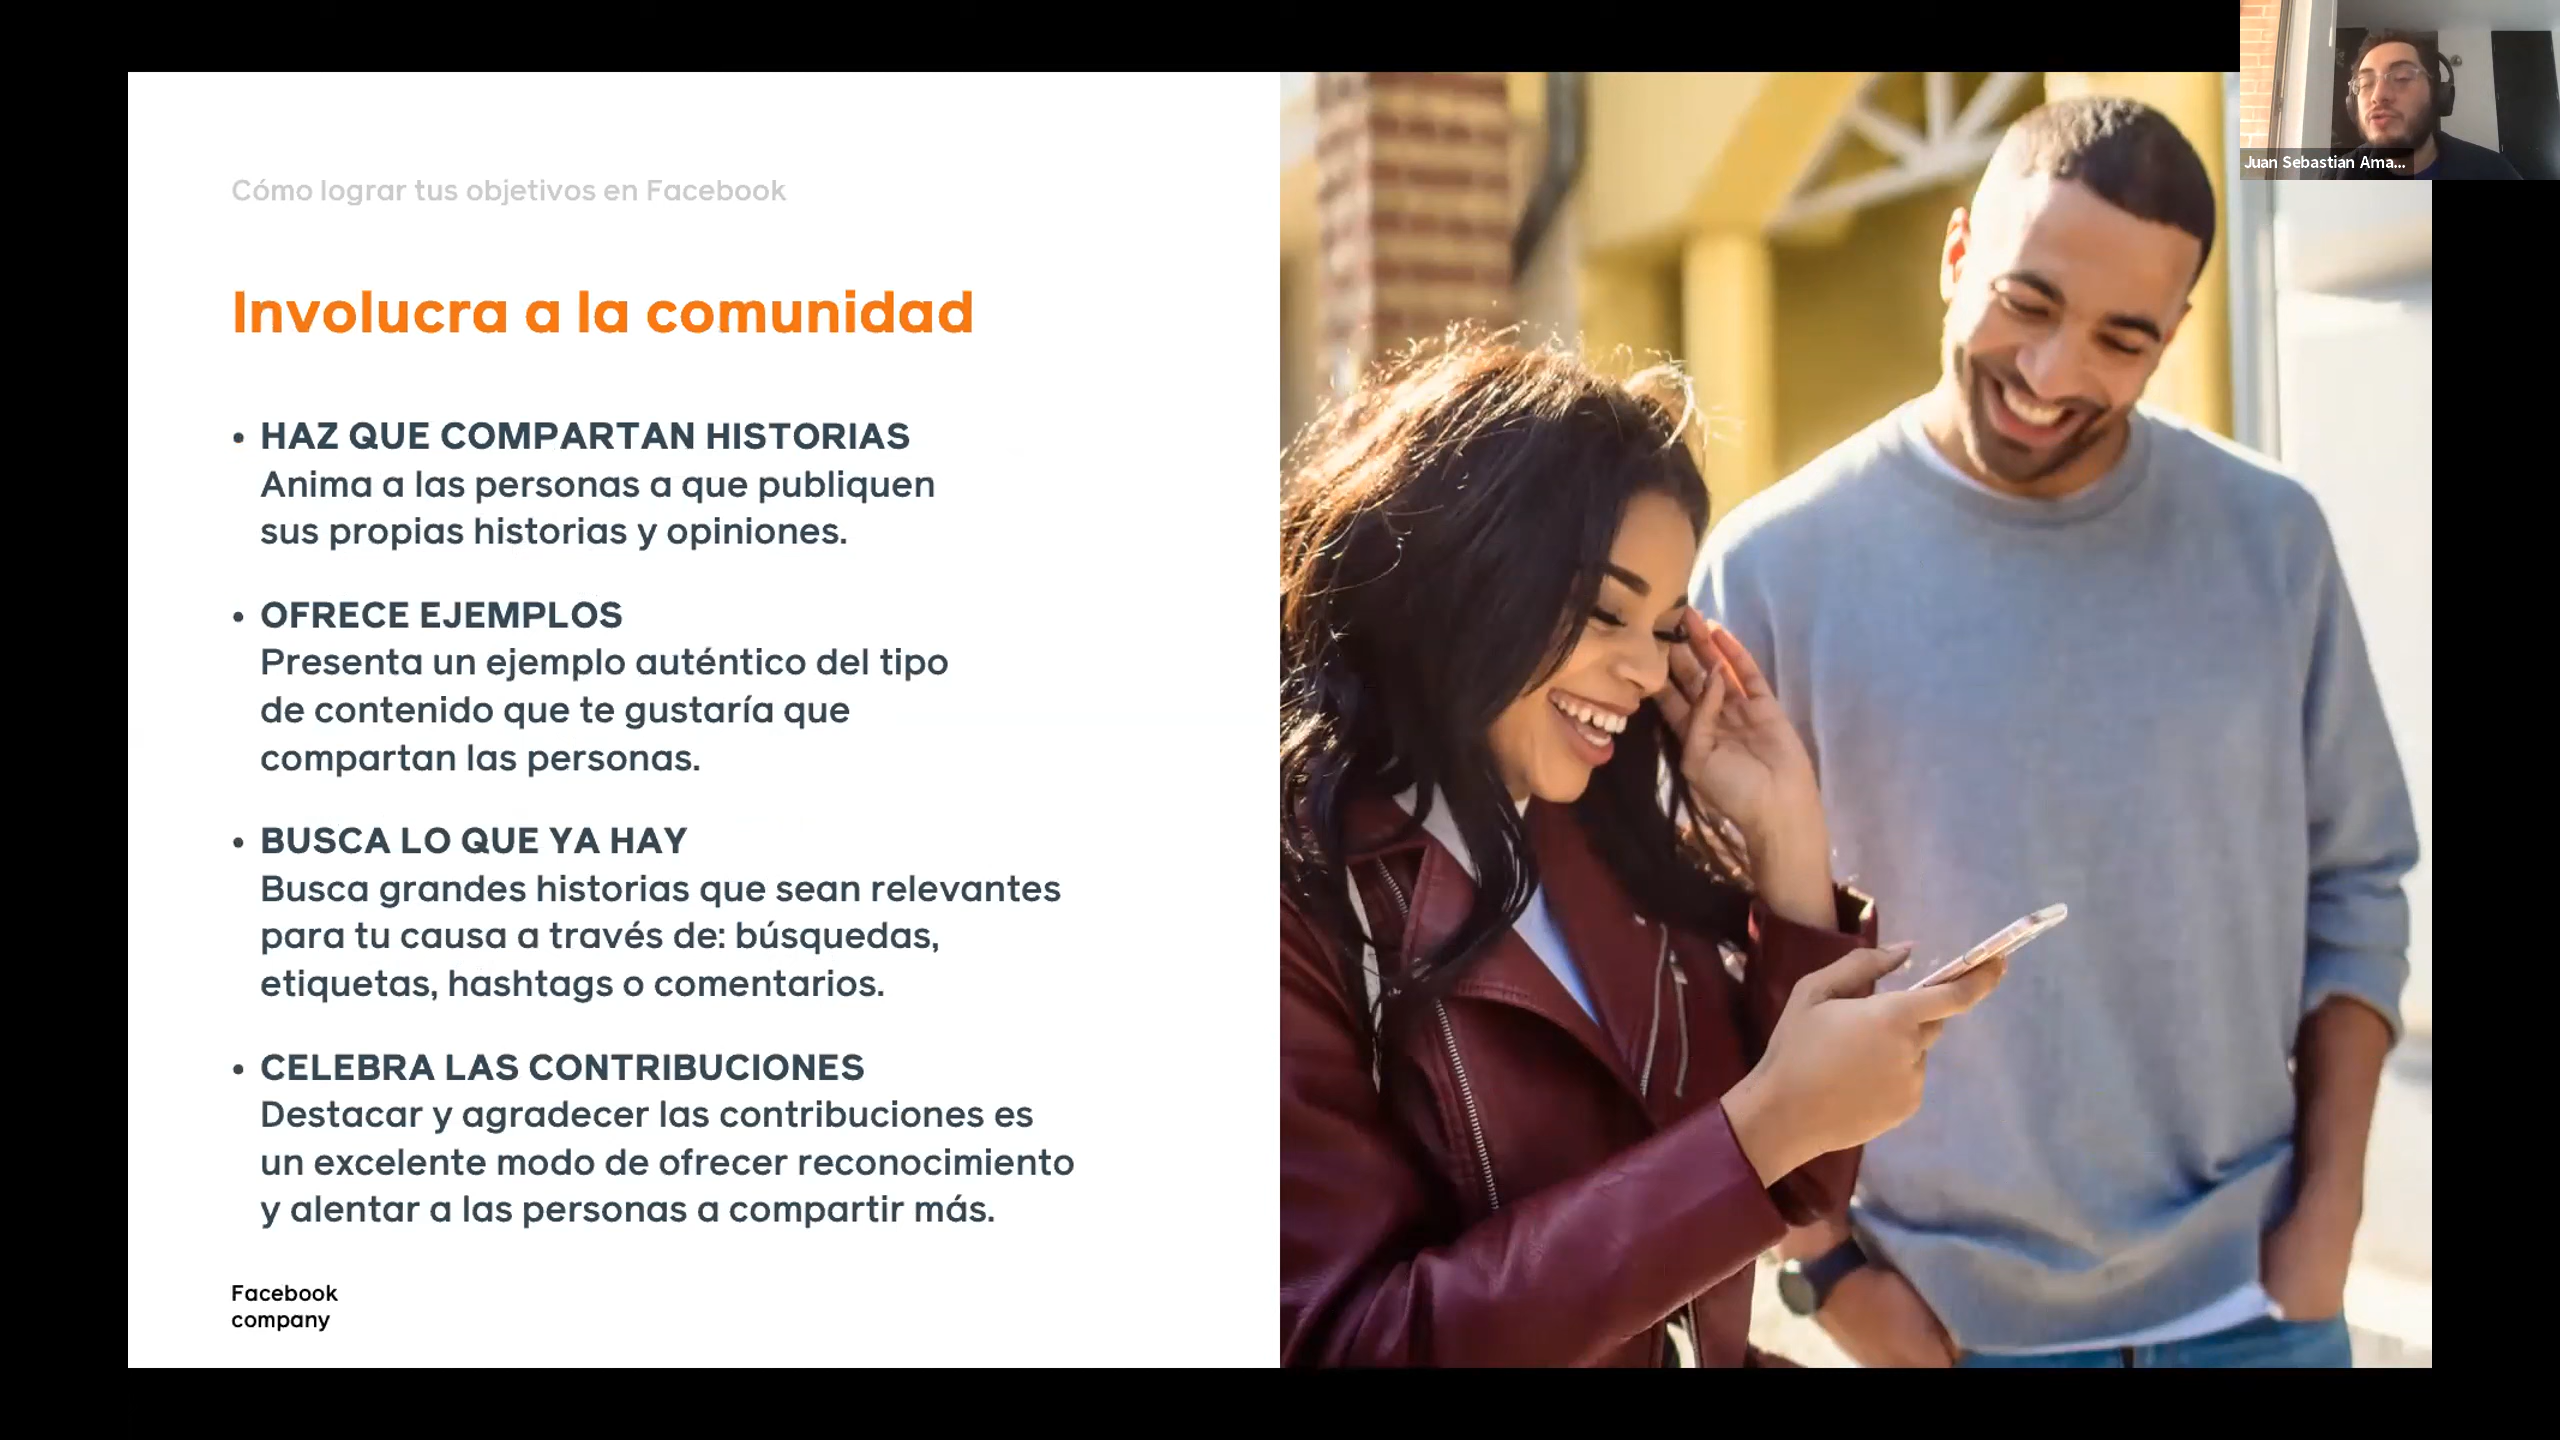 Juan Sebastian Ama...
Cómo lograr tus objetivos en Facebook
Involucra a la comunidad
• HAZ QUE COMPARTAN HISTORIAS
Anima a las personas a que publiquen
sus propias historias y opiniones.
• OFRECE EJEMPLOS
Presenta un ejemplo auténtico del tipo
de contenido que te gustaría que
compartan las personas.
• BUSCA LO QUE YA HAY
Busca grandes historias que sean relevantes
para tu causa a través de: búsquedas,
etiquetas, hashtags o comentarios.
• CELEBRA LAS CONTRIBUCIONES
Destacar y agradecer las contribuciones es
un excelente modo de ofrecer reconocimiento
y alentar a las personas a compartir más.
Facebook
company